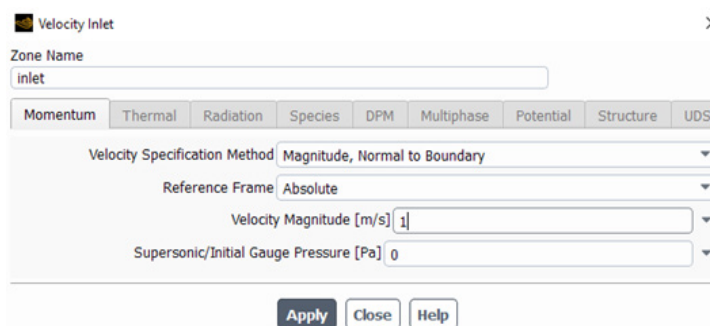 Velocity Inlet
Zone Name
inlet
Momentum Thermal Radiation Species DPM Multiphase Potential Structure UDS
Velocity Specification Method Magnitude, Normal to Boundary
Reference Frame Absolute
Velocity Magnitude [m/s] 1
Supersonic/Initial Gauge Pressure [Pa] 0
Apply Close Help